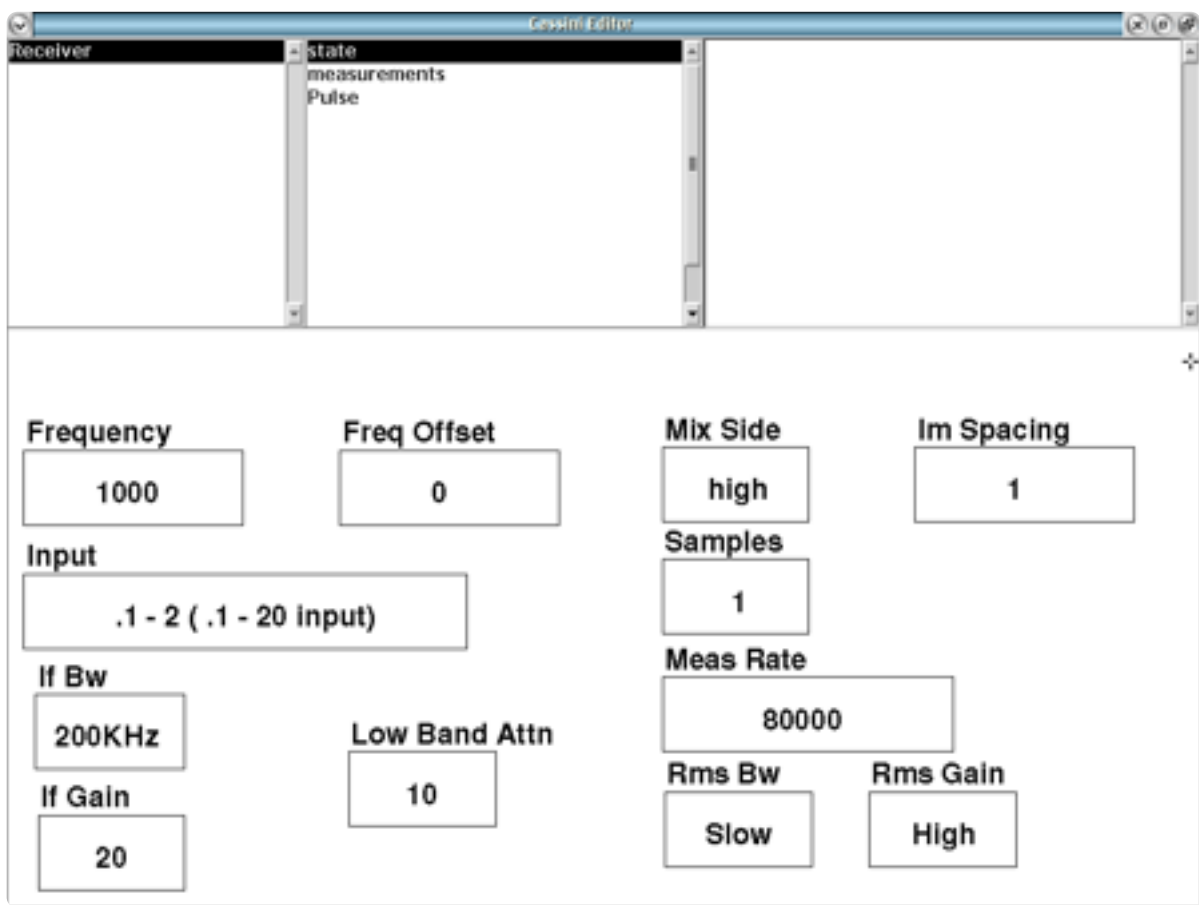 Cassini Editor
Receiver
state
measurements
Pulse
Frequency
1000
Freq Offset
0
Mix Side
high
Im Spacing
1
Input
.1 - 2 ( .1 - 20 input)
Samples
1
If Bw
200KHz
Low Band Attn
10
Meas Rate
80000
If Gain
20
Rms Bw
Slow
Rms Gain
High